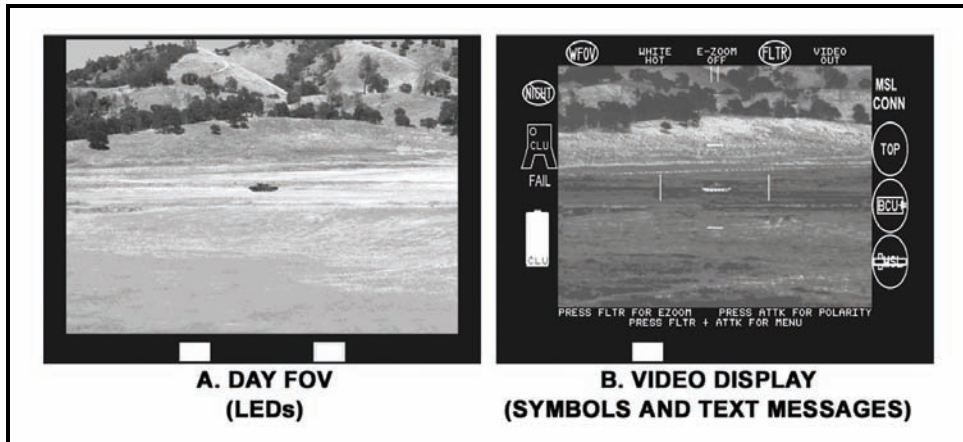 WFOV
WHITE HOT
E-ZOOM OFF
FLTR
VIDEO OUT
NIGHT
CLU
FAIL
CLU
MSL CONN
TOP
BCU
MSL
PRESS FLTR FOR EZOOM PRESS ATTK FOR POLARITY
PRESS FLTR + ATTK FOR MENU
A. DAY FOV
(LEDs)
B. VIDEO DISPLAY
(SYMBOLS AND TEXT MESSAGES)